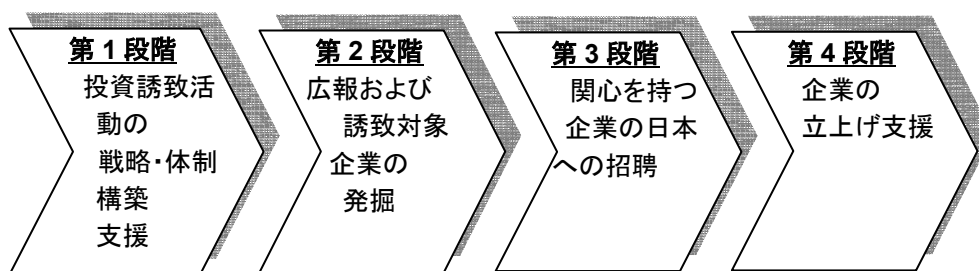 第1段階
投資誘致活
動の
戦略・体制
構築
支援
第2段階
広報および
誘致対象
企業の
発掘
第3段階
関心を持つ
企業の日本
への招聘
第4段階
企業の
立上げ支援